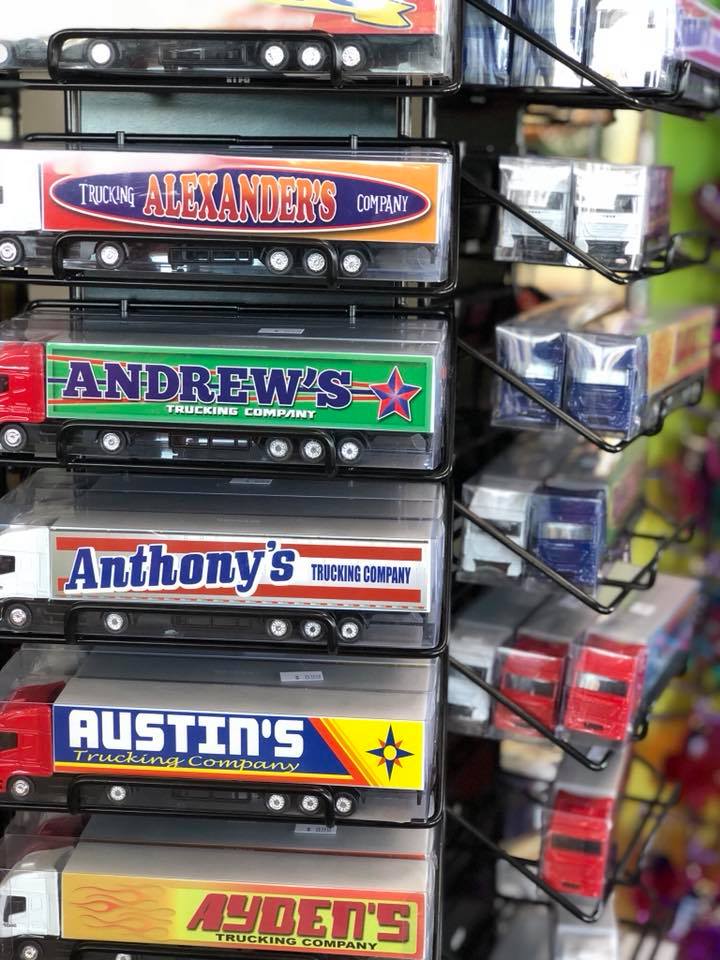 TRUCKING ALEXANDER'S COMPANY
ANDREW'S
TRUCKING COMPANY
Anthony's TRUCKING COMPANY
AUSTIN'S
Trucking Company
AYDEN'S
TRUCKING COMPANY